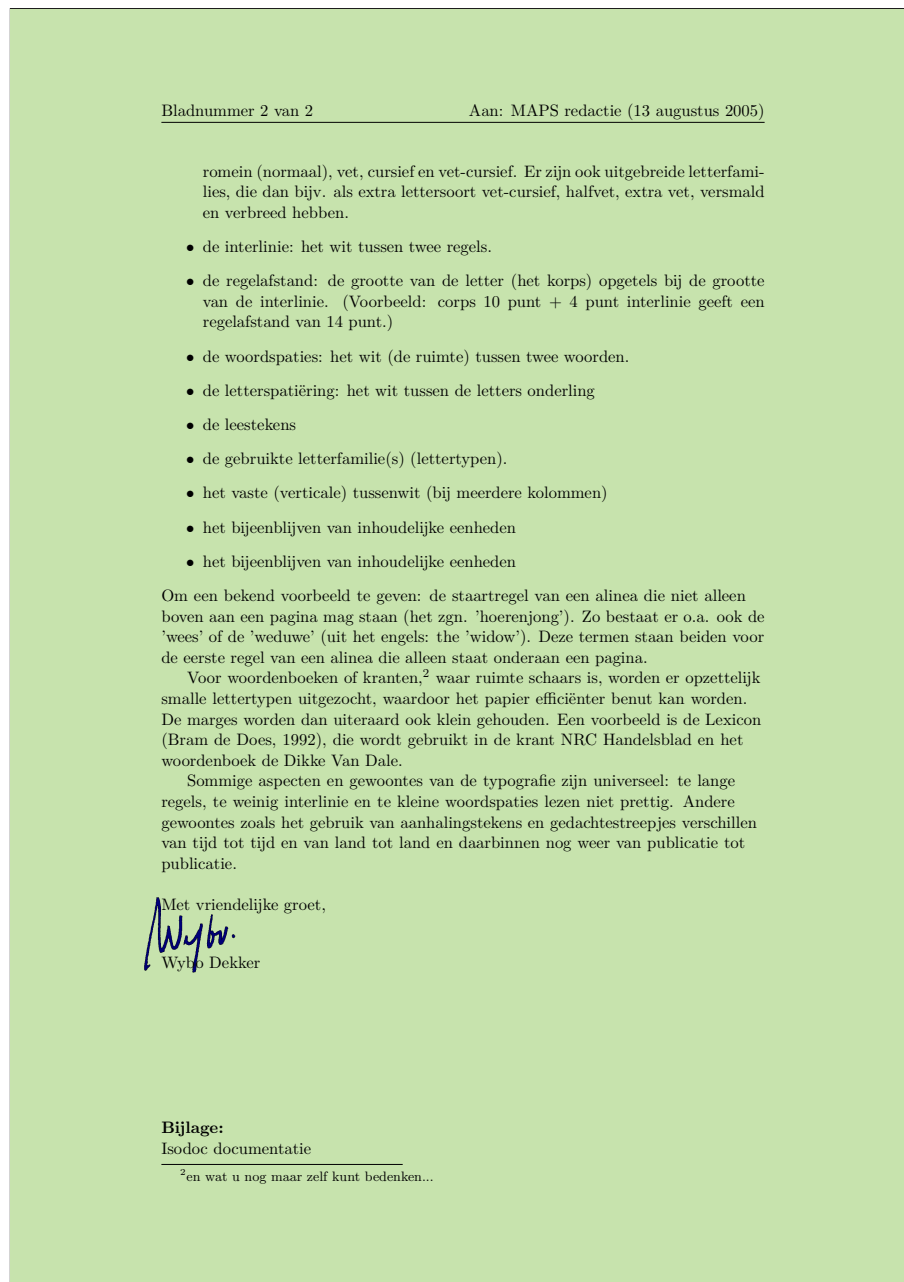 Bladnummer 2 van 2 Aan: MAPS redactie (13 augustus 2005)
romein (normaal), vet, cursief en vet-cursief. Er zijn ook uitgebreide letterfami-
lies, die dan bijv. als extra lettersoort vet-cursief, halfvet, extra vet, versmald
en verbreed hebben.
• de interlinie: het wit tussen twee regels.
• de regelafstand: de grootte van de letter (het korps) opgetels bij de grootte
van de interlinie. (Voorbeeld: corps 10 punt + 4 punt interlinie geeft een
regelafstand van 14 punt.)
• de woordspaties: het wit (de ruimte) tussen twee woorden.
• de letterspatiëring: het wit tussen de letters onderling
• de leestekens
• de gebruikte letterfamilie(s) (lettertypen).
• het vaste (verticale) tussenwit (bij meerdere kolommen)
• het bijeenblijven van inhoudelijke eenheden
• het bijeenblijven van inhoudelijke eenheden
Om een bekend voorbeeld te geven: de staartregel van een alinea die niet alleen
boven aan een pagina mag staan (het zgn. 'hoerenjong'). Zo bestaat er o.a. ook de
'wees' of de 'weduwe' (uit het engels: the 'widow'). Deze termen staan beiden voor
de eerste regel van een alinea die alleen staat onderaan een pagina.
Voor woordenboeken of kranten,² waar ruimte schaars is, worden er opzettelijk
smalle lettertypen uitgezocht, waardoor het papier efficiënter benut kan worden.
De marges worden dan uiteraard ook klein gehouden. Een voorbeeld is de Lexicon
(Bram de Does, 1992), die wordt gebruikt in de krant NRC Handelsblad en het
woordenboek de Dikke Van Dale.
Sommige aspecten en gewoontes van de typografie zijn universeel: te lange
regels, te weinig interlinie en te kleine woordspaties lezen niet prettig. Andere
gewoontes zoals het gebruik van aanhalingstekens en gedachtestreepjes verschillen
van tijd tot tijd en van land tot land en daarbinnen nog weer van publicatie tot
publicatie.
Met vriendelijke groet,
Wybo.
Wybo Dekker
Bijlage:
Isodoc documentatie
²en wat u nog maar zelf kunt bedenken...